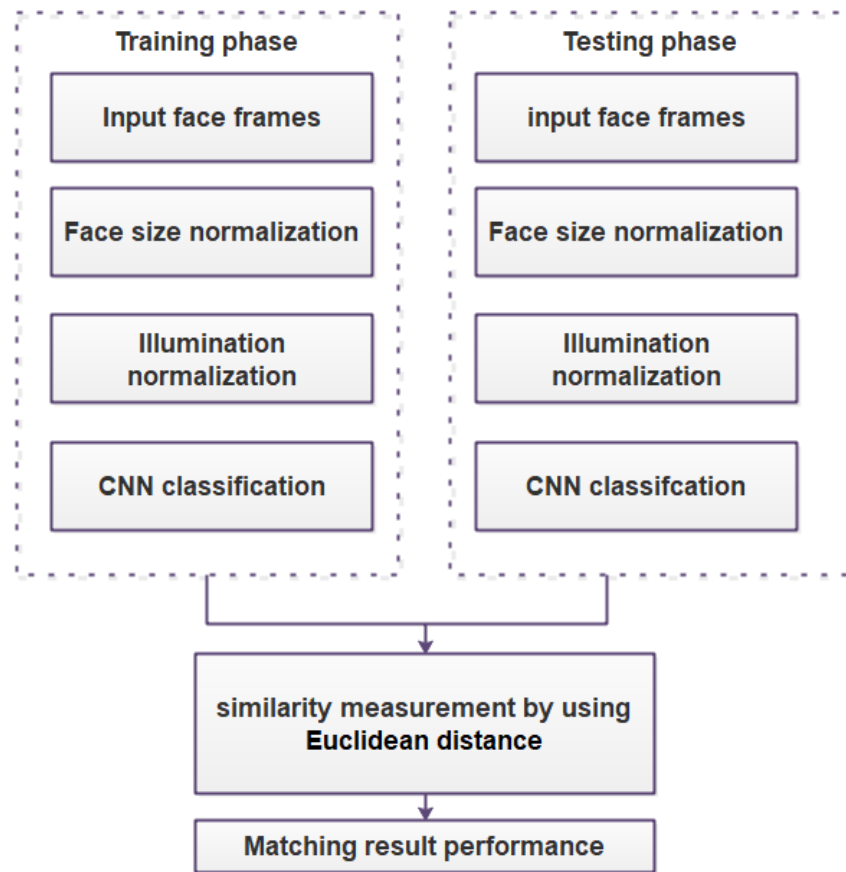 Training phase
Input face frames
Face size normalization
Illumination
normalization
CNN classification
Testing phase
input face frames
Face size normalization
Illumination
normalization
CNN classifcation
similarity measurement by using
Euclidean distance
Matching result performance